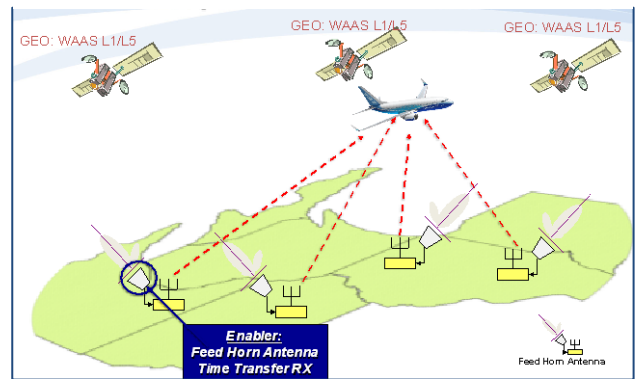 GEO: WAAS L1/L5
GEO: WAAS L1/L5
GEO: WAAS L1/L5
Enabler:
Feed Horn Antenna
Time Transfer RX
Feed Horn Antenna